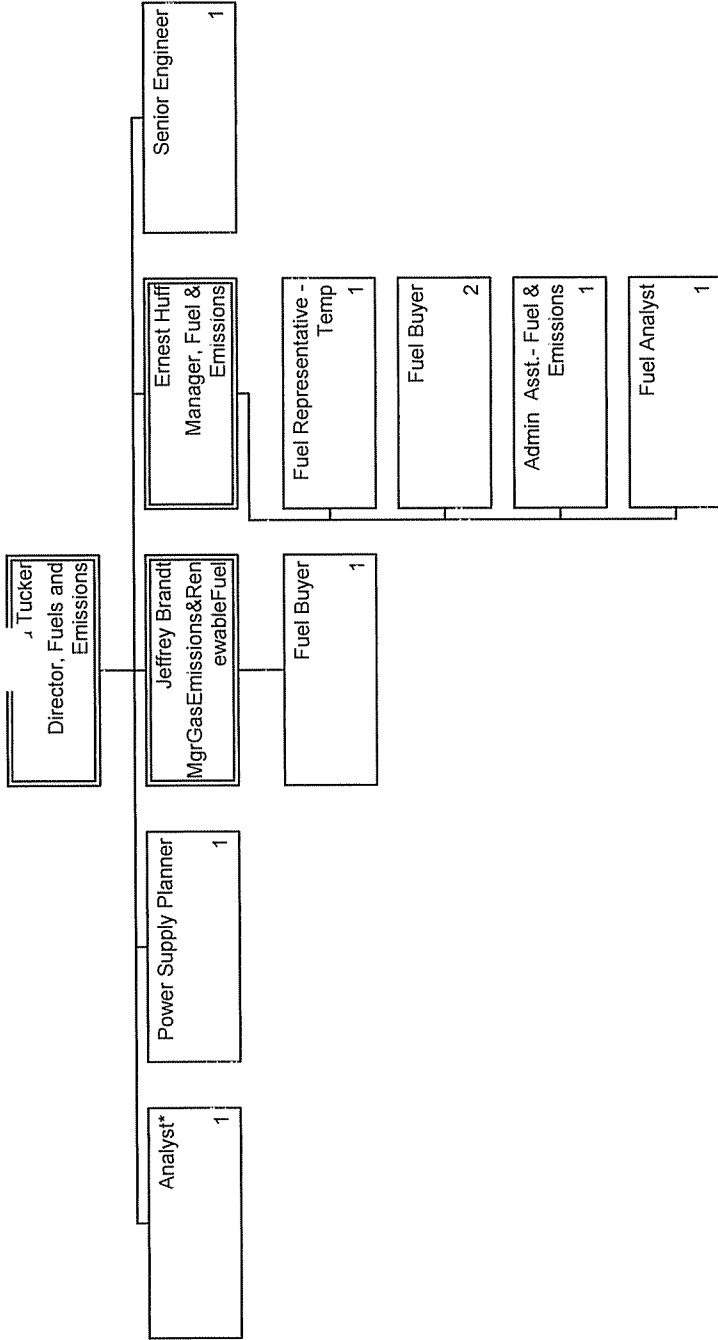 Tucker
Director, Fuels and
Emissions
Analyst*
1
Power Supply Planner
1
Jeffrey Brandt
MgrGasEmissions&Ren
ewableFuel
Ernest Huff
Manager, Fuel &
Emissions
Senior Engineer
1
Fuel Buyer
1
Fuel Representative -
Temp
1
Fuel Buyer
2
Admin Asst.- Fuel &
Emissions
1
Fuel Analyst
1